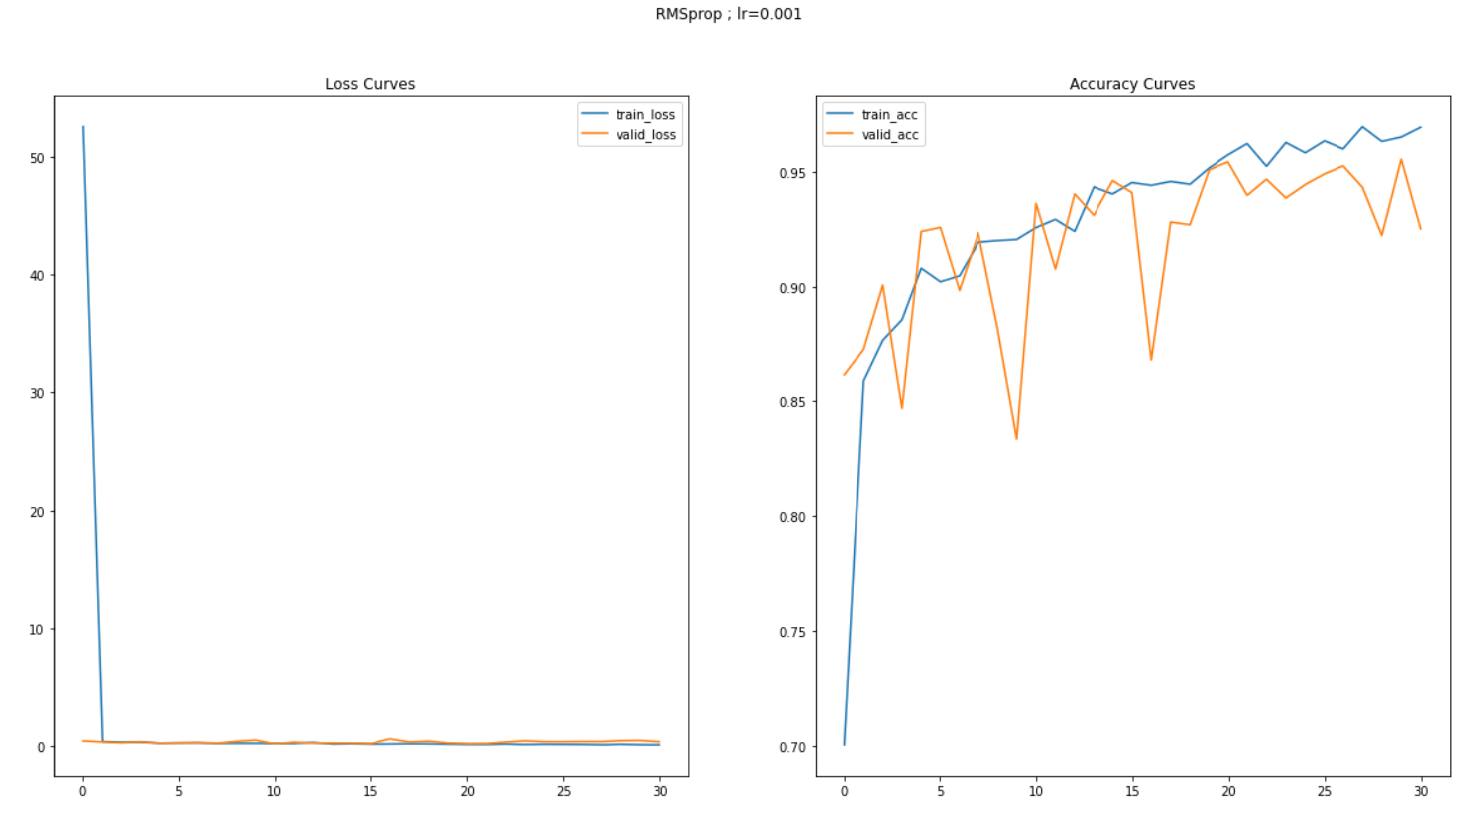 RMSprop ; lr=0.001
Loss Curves
train_loss
valid_loss
50
40
30
20
10
0
0 5 10 15 20 25 30
Accuracy Curves
train_acc
valid_acc
0.95
0.90
0.85
0.80
0.75
0.70
0 5 10 15 20 25 30